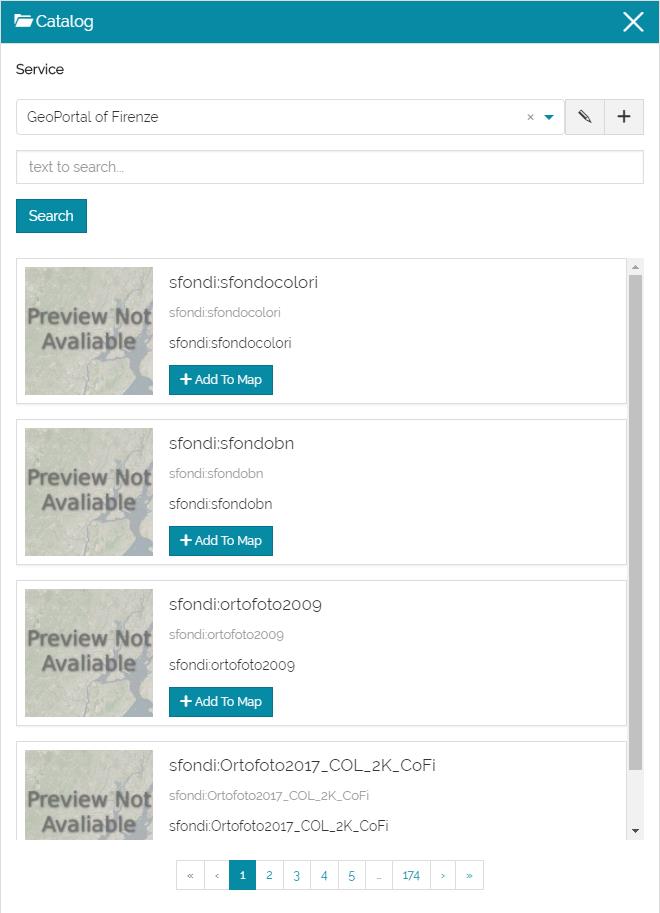 Catalog
Service
GeoPortal of Firenze
text to search...
Search
Preview Not
Avaliable
sfondi:sfondocolori
sfondi:sfondocolori
sfondi:sfondocolori
+ Add To Map
Preview Not
Avaliable
sfondi:sfondobn
sfondi:sfondobn
sfondi:sfondobn
+ Add To Map
Preview Not
Avaliable
sfondi:ortofoto2009
sfondi:ortofoto2009
sfondi:ortofoto2009
+ Add To Map
Preview Not
Avaliable
sfondi:Ortofoto2017_COL_2K_CoFi
sfondi:Ortofoto2017_COL_2K_CoFi
sfondi:Ortofoto2017_COL_2K_CoFi
« ‹ 1 2 3 4 5 ... 174 › »